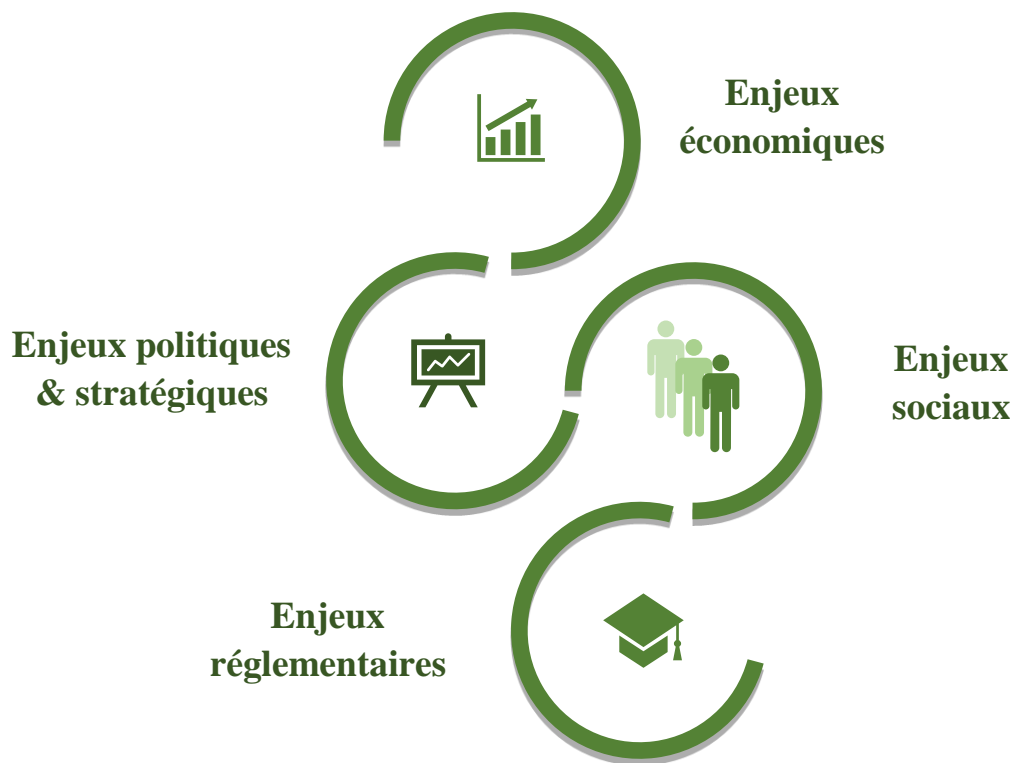 Enjeux
économiques
Enjeux politiques
& stratégiques
Enjeux
sociaux
Enjeux
réglementaires